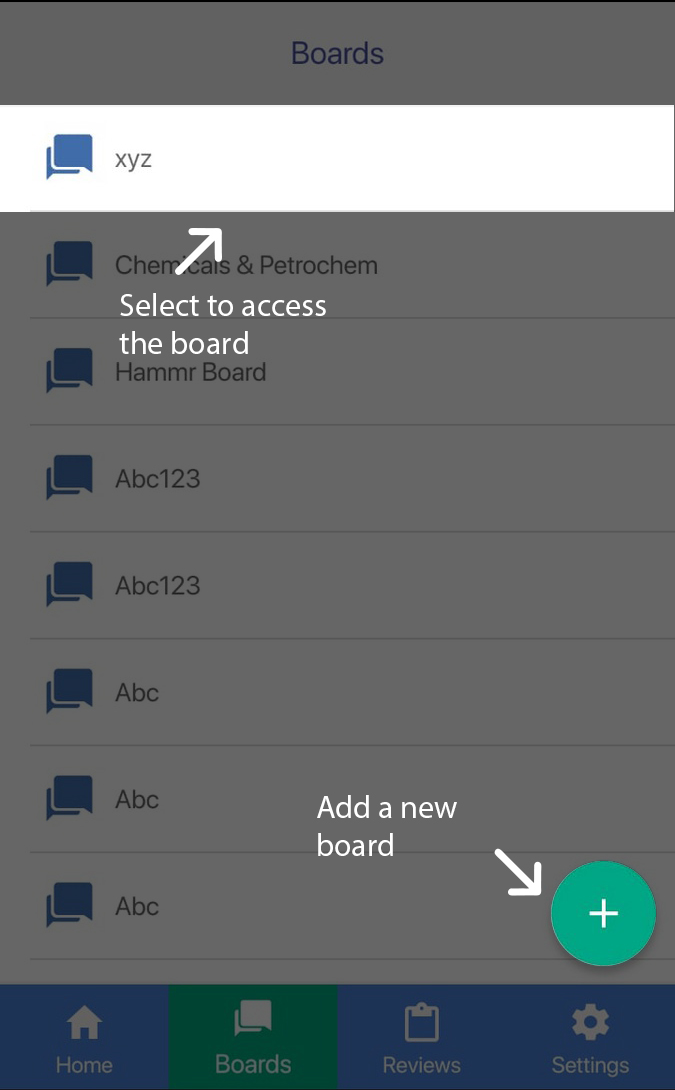 Boards
xyz
Chemicals & Petrochem
Select to access
the board
Hammr Board
Abc123
Abc123
Abc
Abc
Add a new
board
Abc
+
Home
Boards
Reviews
Settings